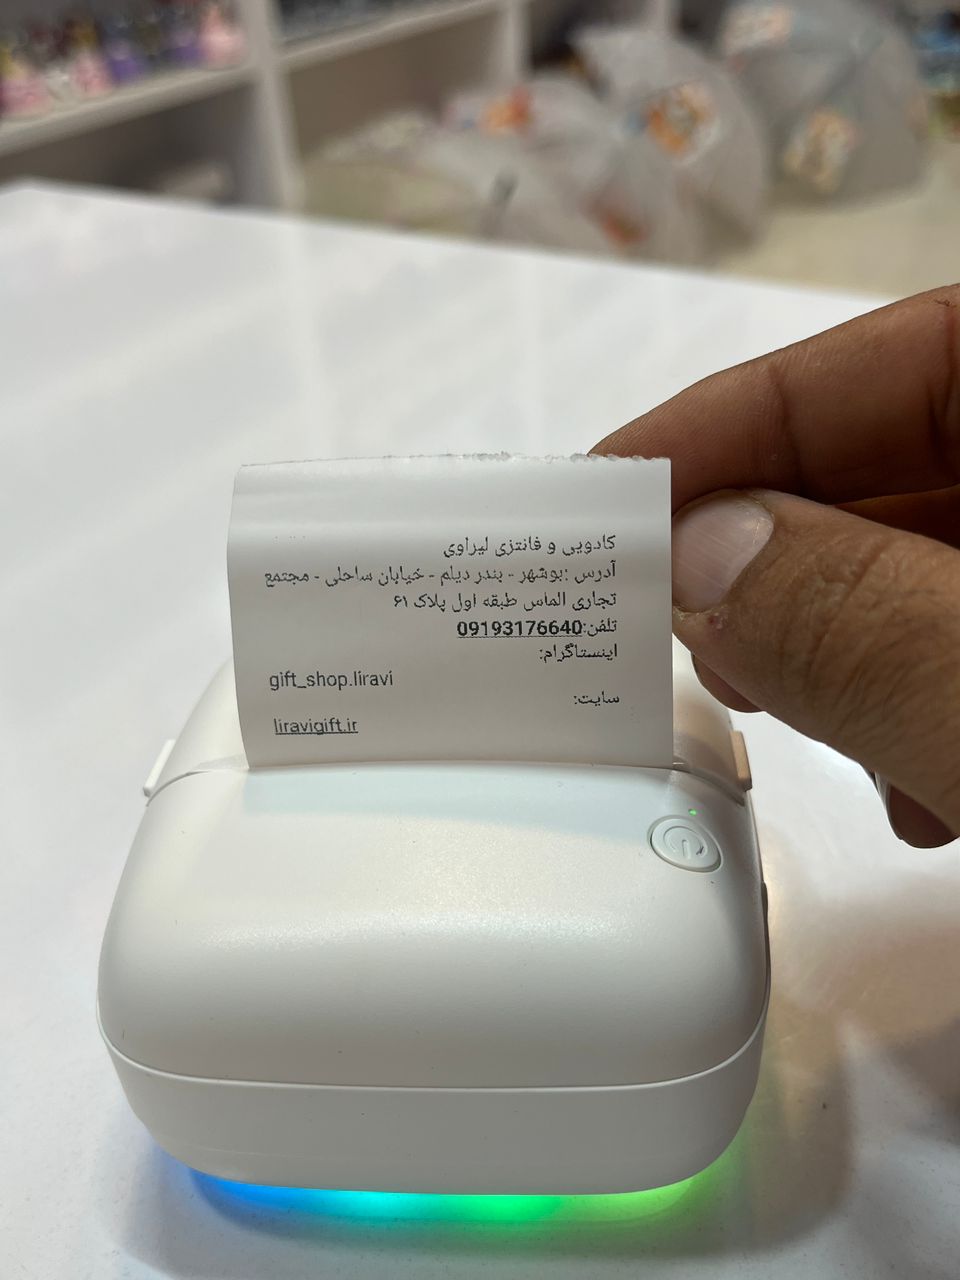 کادویی و فانتزی لیراوی
آدرس :بوشهر - بندر دیلم - خیابان ساحلی - مجتمع
تجاری الماس طبقه اول پلاک ۶۱
تلفن:09193176640
اینستاگرام:
gift_shop.liravi
سایت:
liravigift.ir